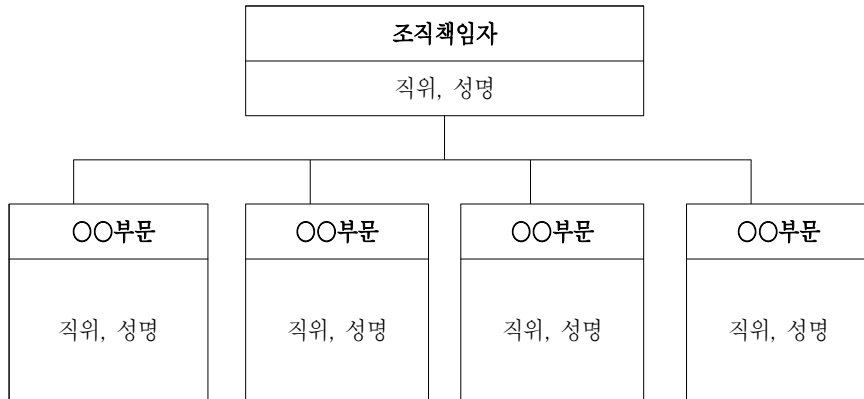 조직책임자
직위, 성명
○○부문 ○○부문 ○○부문 ○○부문
직위, 성명 직위, 성명 직위, 성명 직위, 성명